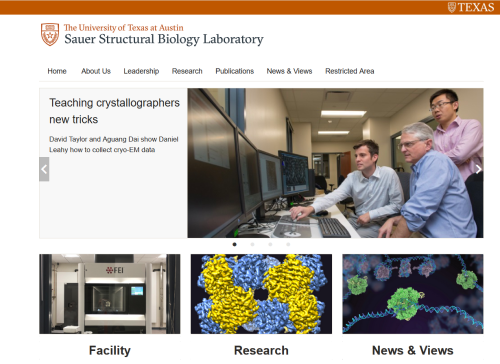 TEXAS
The University of Texas at Austin
Sauer Structural Biology Laboratory
Home About Us Leadership Research Publications News & Views Restricted Area
Teaching crystallographers
new tricks
David Taylor and Aguang Dai show Daniel
Leahy how to collect cryo-EM data
FEI
Facility Research News & Views